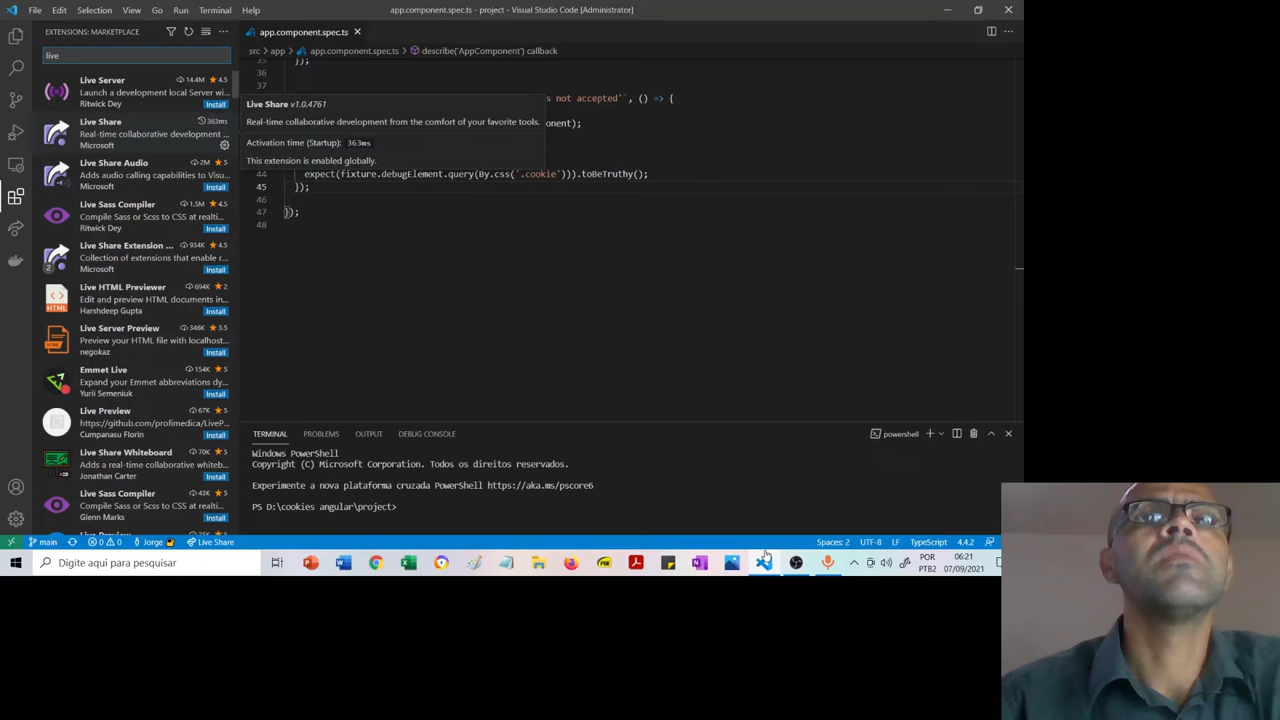 File Edit Selection View Go Run Terminal Help
app.component.spec.ts - project - Visual Studio Code [Administrator]
EXTENSIONS: MARKETPLACE
live
Live Server 14.4M 4.5
Launch a development local Server wi...
Ritwick Dey Install
Live Share 363ms
Real-time collaborative development ...
Microsoft
Live Share Audio 2M 5
Adds audio calling capabilities to Visu...
Microsoft Install
Live Sass Compiler 1.5M 4.5
Compile Sass or Scss to CSS at realti...
Ritwick Dey Install
Live Share Extension ... 934K 4.5
Collection of extensions that enable r...
Microsoft Install
2
Live HTML Previewer 694K 2
Edit and preview HTML documents in...
Harshdeep Gupta Install
HTML
Live Server Preview 346K 3.5
Preview your HTML file with localhost...
negokaz Install
Emmet Live 154K 5
Expand your Emmet abbreviations dy...
Yurii Semeniuk Install
Live Preview 67K 5
https://github.com/profimedica/LiveP...
Cumpanasu Florin Install
Live Share Whiteboard 70K 5
Adds a real-time collaborative whiteb...
Jonathan Carter Install
Live Sass Compiler 43K 5
Compile Sass or Scss to CSS at realti...
Glenn Marks Install
app.component.spec.ts
src > app > app.component.spec.ts > describe('AppComponent') callback
35 });
36
37
s not accepted`', () => {
onent);
Live Share v1.0.4761
Real-time collaborative development from the comfort of your favorite tools.
Activation time (Startup): 363ms
This extension is enabled globally.
44 expect(fixture.debugElement.query(By.css('.cookie'))).toBeTruthy();
45 });
46
47 });
48
TERMINAL PROBLEMS OUTPUT DEBUG CONSOLE
powershell
Windows PowerShell
Copyright (C) Microsoft Corporation. Todos os direitos reservados.
Experimente a nova plataforma cruzada PowerShell https://aka.ms/pscore6
PS D:\cookies angular\project>
main 0 0 Jorge Live Share
Spaces: 2 UTF-8 LF TypeScript 4.4.2
Digite aqui para pesquisar
POR 06:21
PTB2 07/09/2021